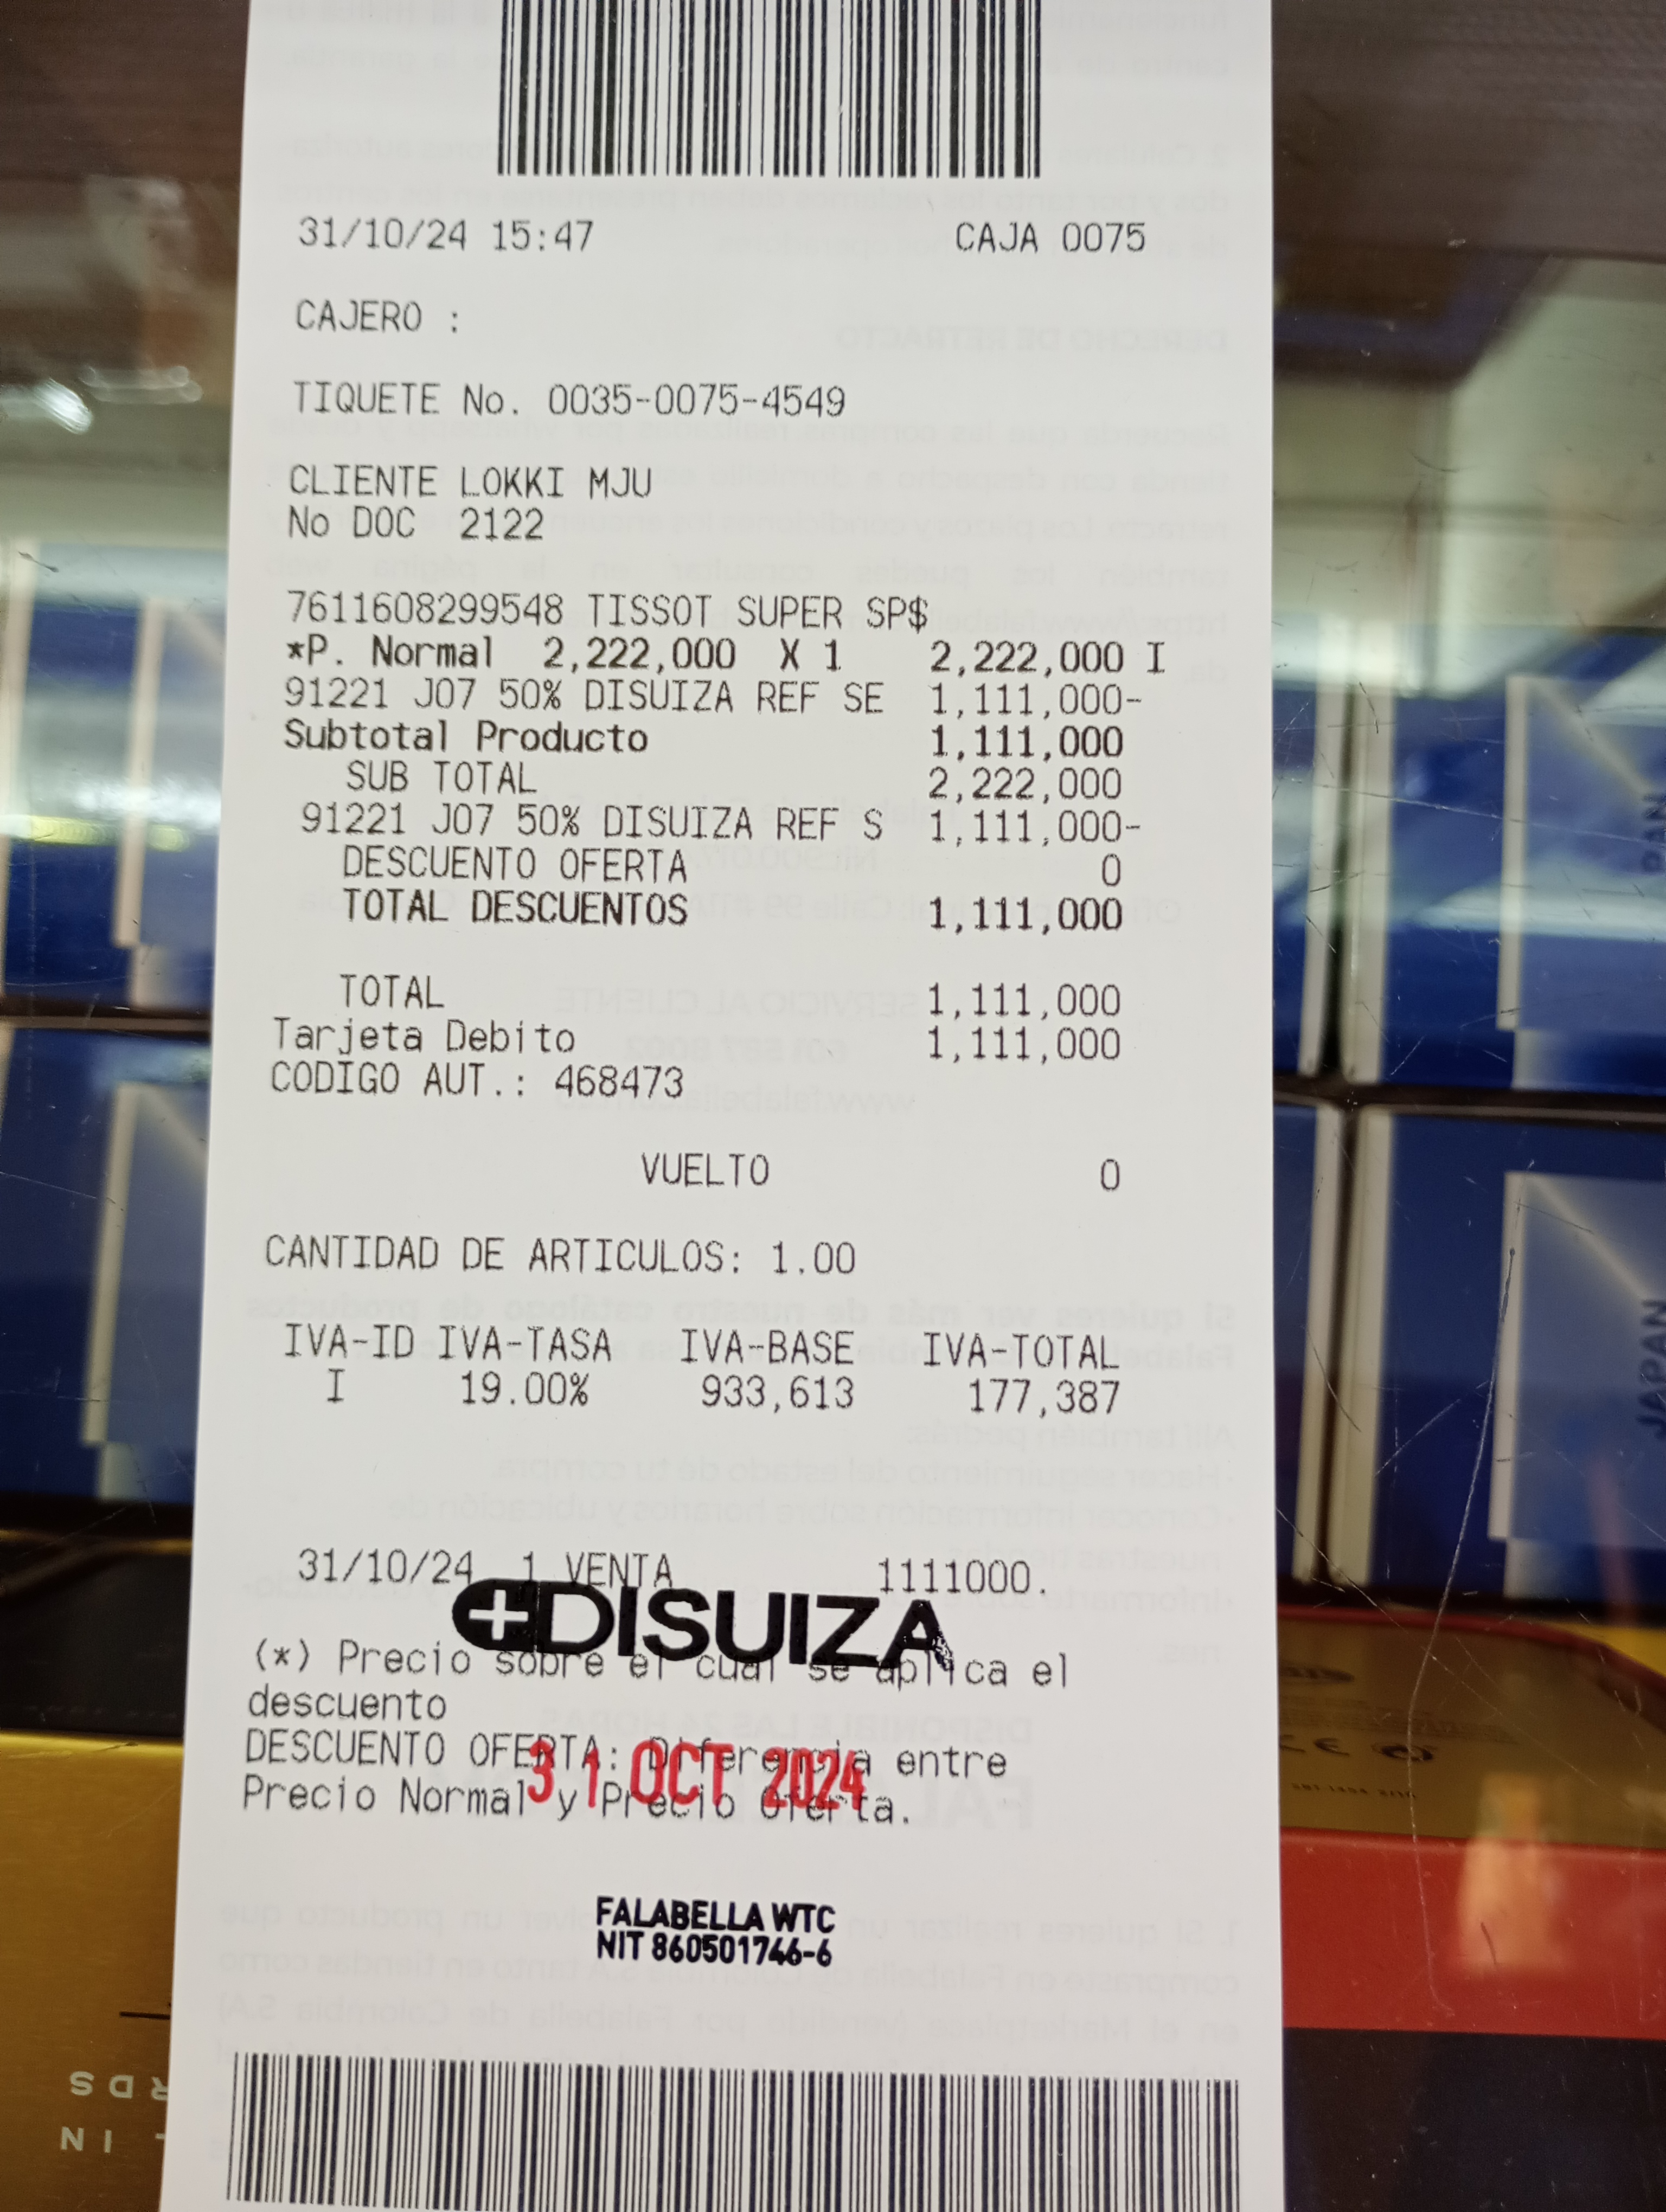 31/10/24 15:47 CAJA 0075
CAJERO :
TIQUETE No. 0035-0075-4549
CLIENTE LOKKI MJU
No DOC 2122
7611608299548 TISSOT SUPER SP$
*P. Normal 2,222,000 X 1 2,222,000 I
91221 J07 50% DISUIZA REF SE 1,111,000-
Subtotal Producto 1,111,000
SUB TOTAL 2,222,000
91221 J07 50% DISUIZA REF S 1,111,000-
DESCUENTO OFERTA 0
TOTAL DESCUENTOS 1,111,000
TOTAL 1,111,000
Tarjeta Debito 1,111,000
CODIGO AUT.: 468473
VUELTO 0
CANTIDAD DE ARTICULOS: 1.00
IVA-ID IVA-TASA IVA-BASE IVA-TOTAL
I 19.00% 933,613 177,387
31/10/24 1 VENTA 1111000.
DISUIZA
(*) Precio sobre el cual se aplica el
descuento
DESCUENTO OFERTA: Diferencia entre
Precio Normal y Precio Oferta.
31 OCT 2024
FALABELLA WTC
NIT 860501746-6
JAPAN